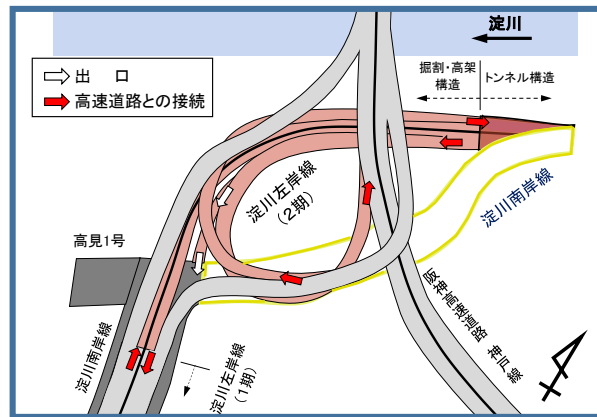 淀川
出 口
高速道路との接続
掘割・高架
構造
トンネル構造
淀川左岸線
(2期)
淀川南岸線
高見1号
淀川南岸線
淀川左岸線
(1期)
阪神高速道路 神戸線